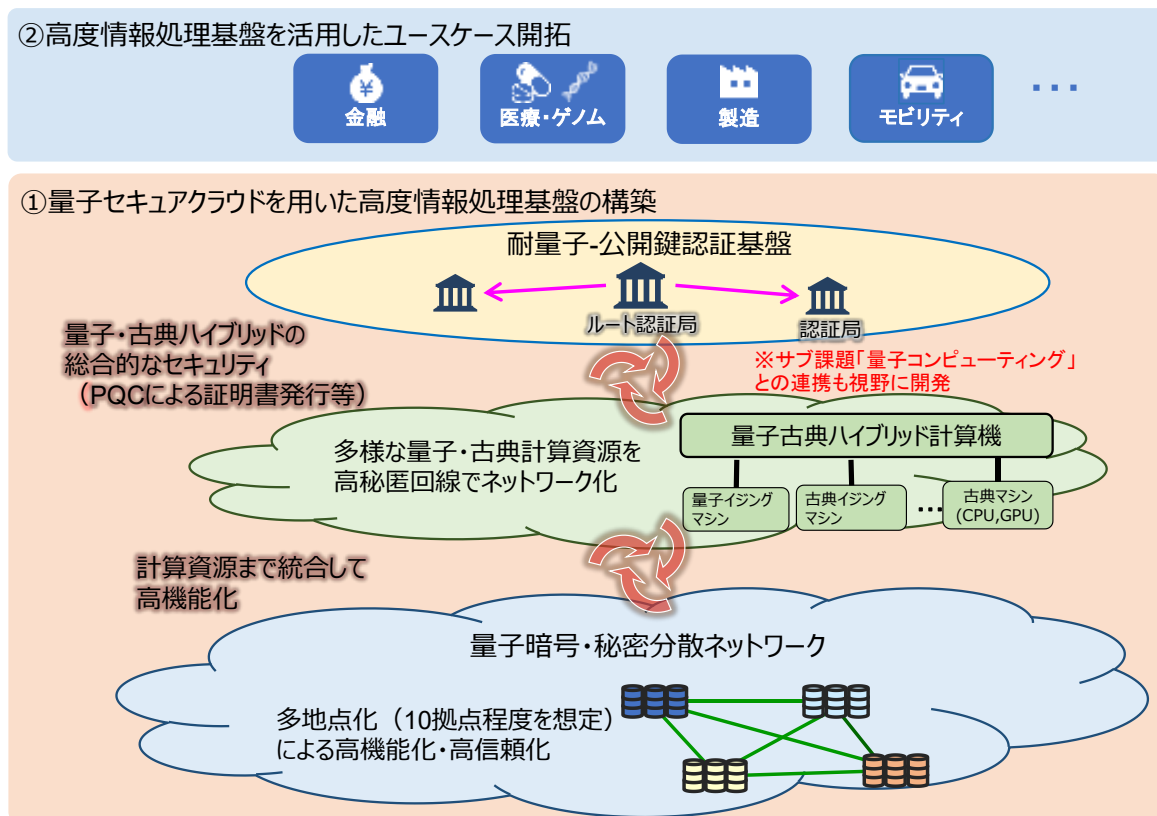 ②高度情報処理基盤を活用したユースケース開拓
金融
医療・ゲノム
製造
モビリティ
･･･
①量子セキュアクラウドを用いた高度情報処理基盤の構築
耐量子-公開鍵認証基盤
ルート認証局
認証局
量子・古典ハイブリッドの
総合的なセキュリティ
（PQCによる証明書発行等）
※サブ課題「量子コンピューティング」
との連携も視野に開発
多様な量子・古典計算資源を
高秘匿回線でネットワーク化
量子古典ハイブリッド計算機
量子イジング
マシン
古典イジング
マシン
…
古典マシン
(CPU,GPU)
計算資源まで統合して
高機能化
量子暗号・秘密分散ネットワーク
多地点化（10拠点程度を想定）
による高機能化・高信頼化